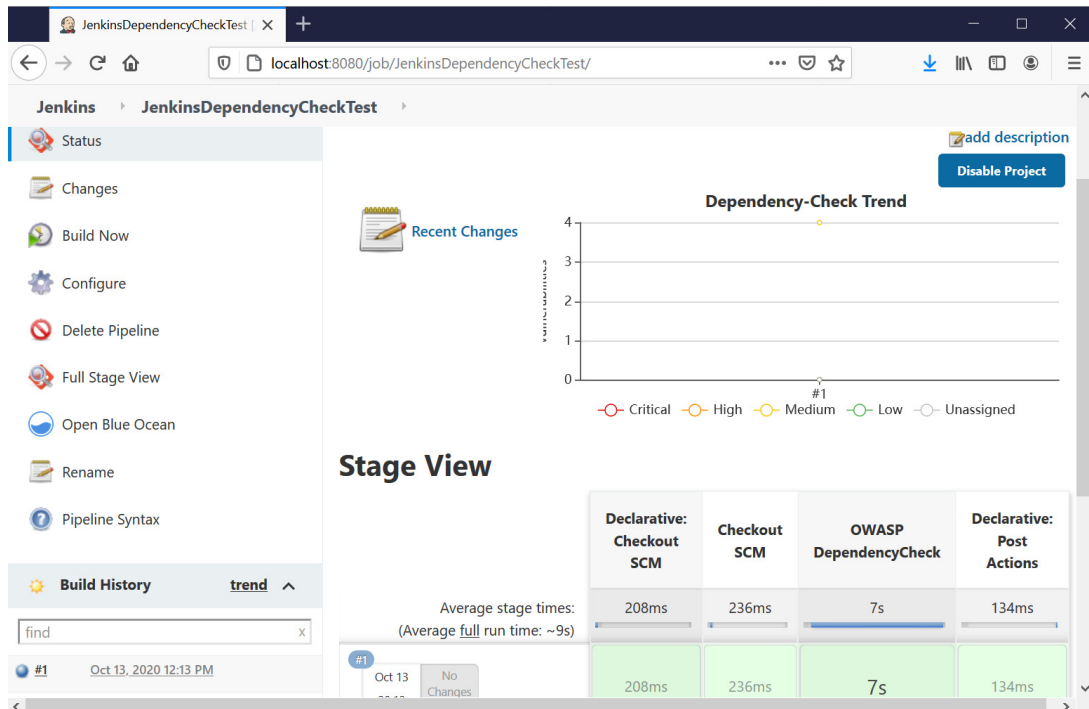 JenkinsDependencyCheckTest [
localhost:8080/job/JenkinsDependencyCheckTest/
Jenkins JenkinsDependencyCheckTest
Status
Changes
Build Now
Configure
Delete Pipeline
Full Stage View
Open Blue Ocean
Rename
Pipeline Syntax
Build History trend
find x
#1 Oct 13, 2020 12:13 PM
add description
Disable Project
Recent Changes
Dependency-Check Trend
4
3
2
1
0
#1
Critical High Medium Low Unassigned
Stage View
Declarative:
Checkout
SCM
Checkout
SCM
OWASP
DependencyCheck
Declarative:
Post
Actions
Average stage times:
(Average full run time: ~9s)
208ms 236ms 7s 134ms
#1
Oct 13
No
Changes
208ms 236ms 7s 134ms